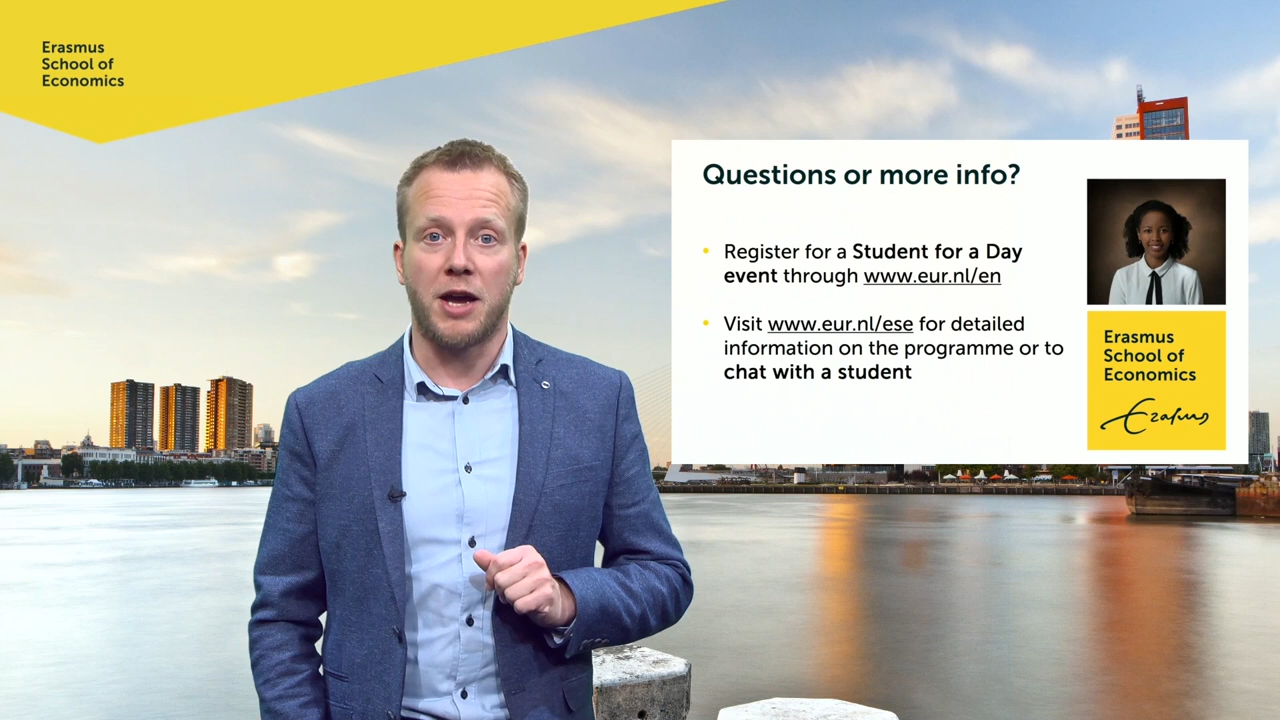 Erasmus
School of
Economics
Questions or more info?
• Register for a Student for a Day
event through www.eur.nl/en
• Visit www.eur.nl/ese for detailed
information on the programme or to
chat with a student
Erasmus
School of
Economics
Erasmus